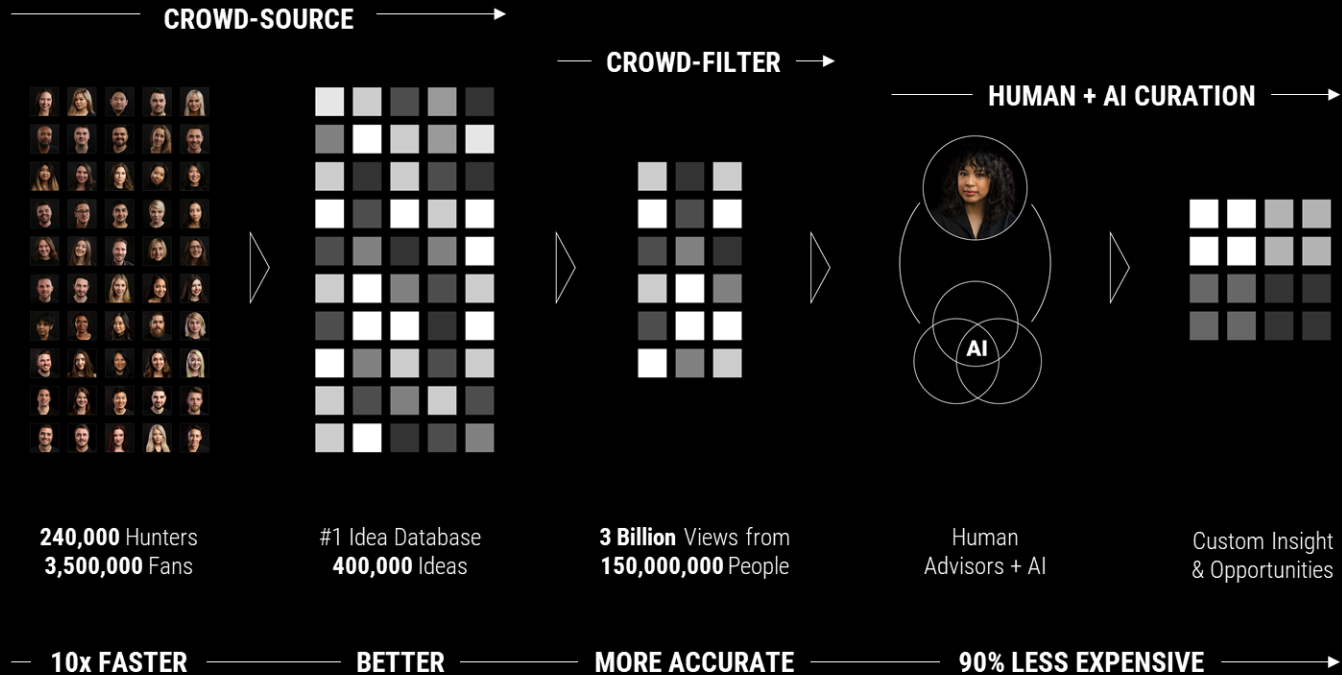 CROWD-SOURCE
CROWD-FILTER
HUMAN + AI CURATION
AI
240,000 Hunters
3,500,000 Fans
#1 Idea Database
400,000 Ideas
3 Billion Views from
150,000,000 People
Human
Advisors + AI
Custom Insight
& Opportunities
10x FASTER
BETTER
MORE ACCURATE
90% LESS EXPENSIVE